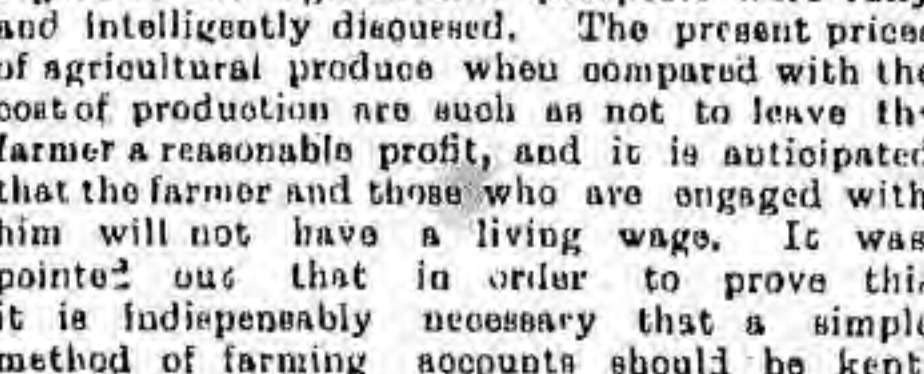 and intelligently discussed. The present prices
of agricultural produce when compared with the
cost of production are such as not to leave the
farmer a reasonable profit, and it is anticipated
that the farmer and those who are engaged with
him will not have a living wage. It was
pointed out that in order to prove this
it is indispensably necessary that a simple
method of farming accounts should be kept